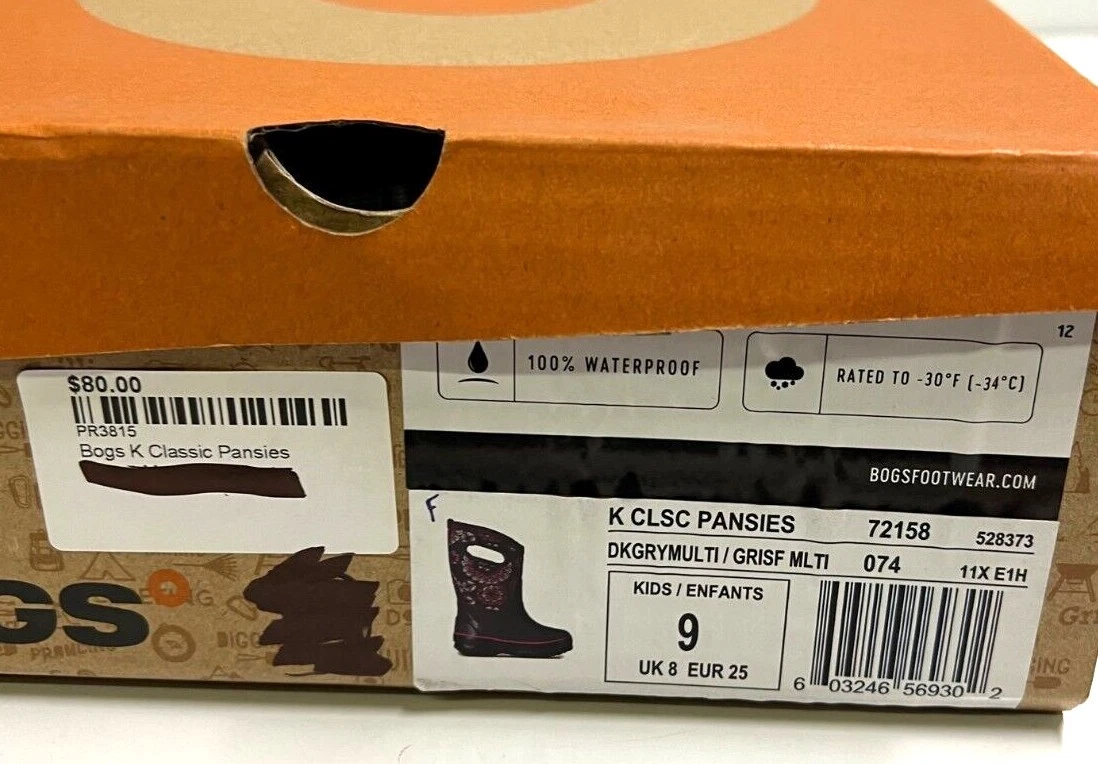 12
100% WATERPROOF
RATED TO -30°F (-34°C)
$80.00
PR3815
Bogs K Classic Pansies
BOGSFOOTWEAR.COM
F
K CLSC PANSIES 72158 528373
DKGRYMULTI / GRISF MLTI 074 11X E1H
KIDS / ENFANTS
9
UK 8 EUR 25
6 03246 56930 2
GS